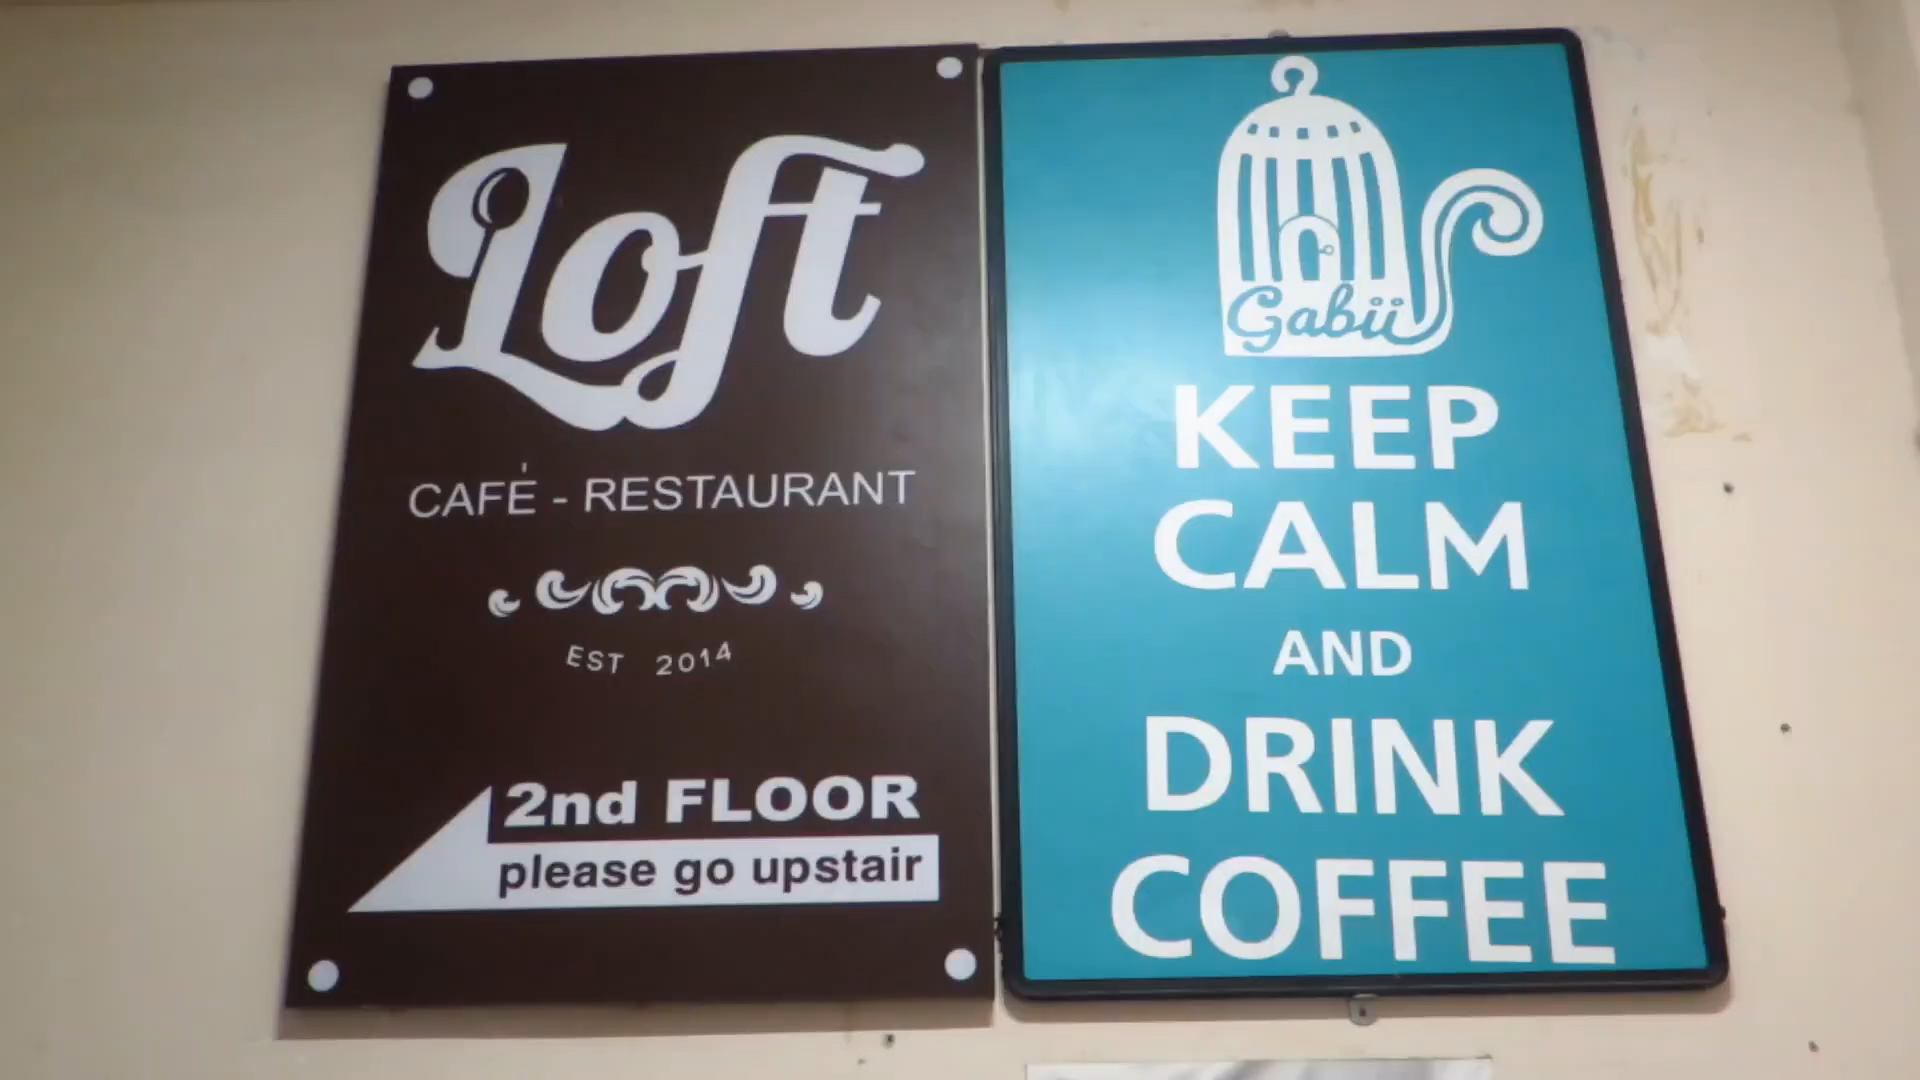 Loft
CAFÉ - RESTAURANT
EST 2014
2nd FLOOR
please go upstair
Gabii
KEEP
CALM
AND
DRINK
COFFEE